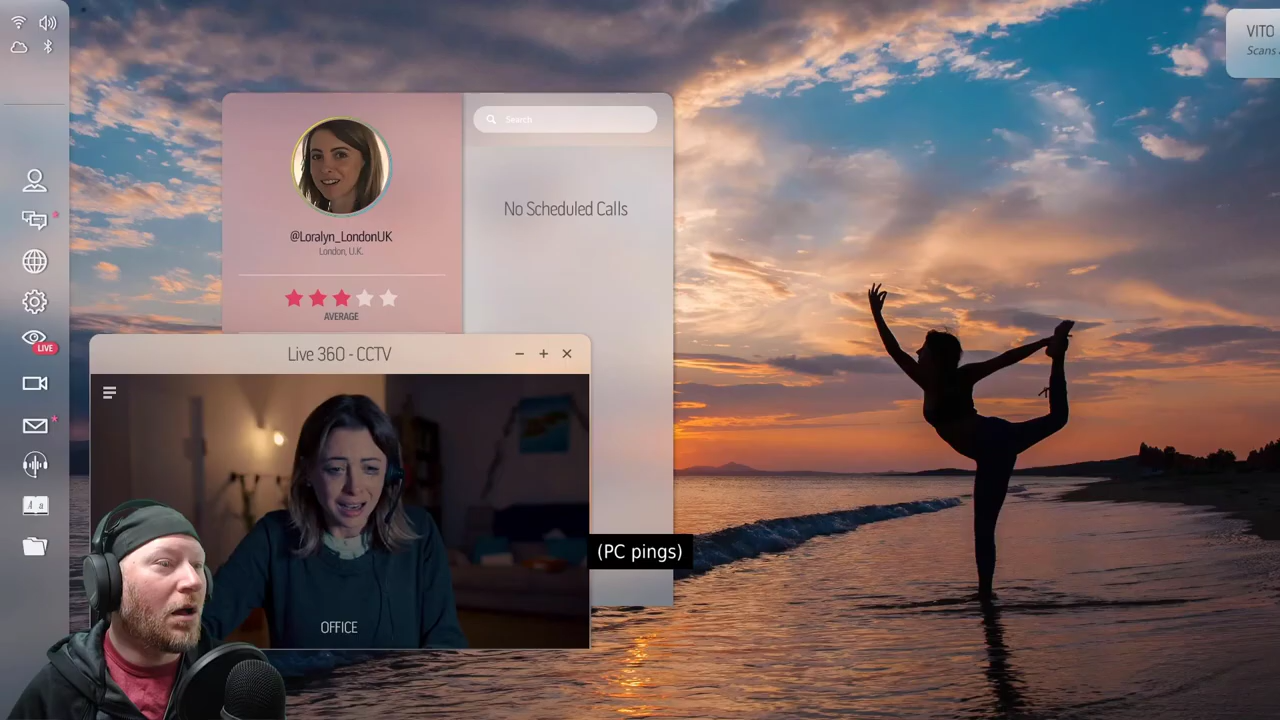 VITO
Scans
Search
@Loralyn_LondonUK
London, U.K.
AVERAGE
No Scheduled Calls
LIVE
Live 360 - CCTV
OFFICE
(PC pings)
A a